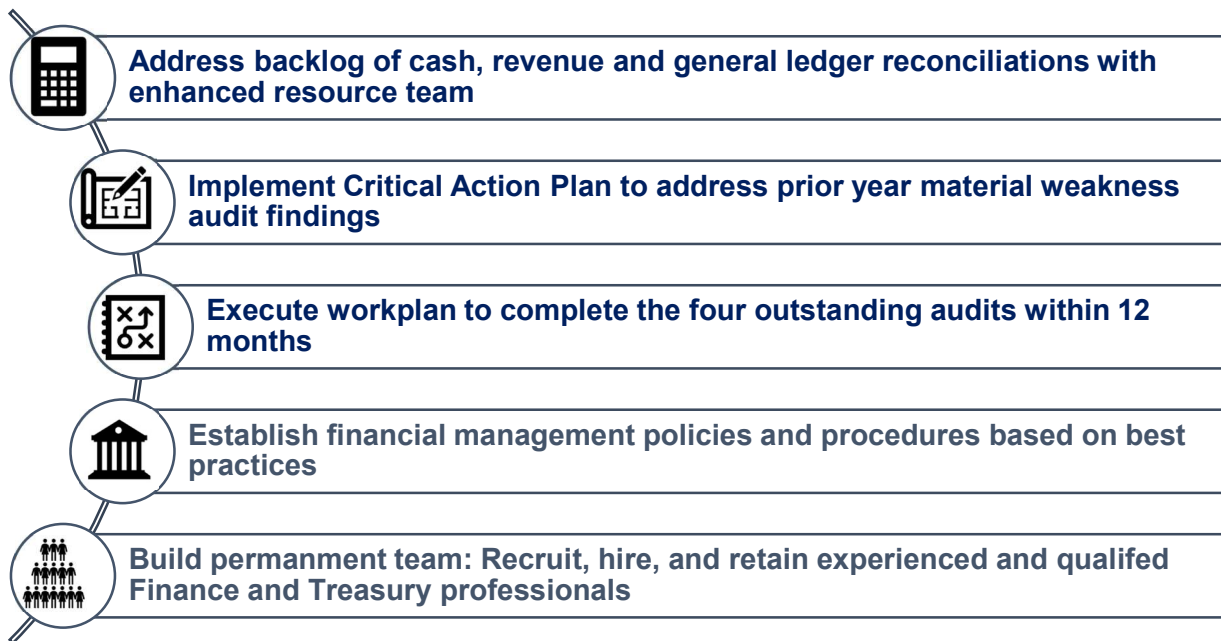 Address backlog of cash, revenue and general ledger reconciliations with
enhanced resource team
Implement Critical Action Plan to address prior year material weakness
audit findings
Execute workplan to complete the four outstanding audits within 12
months
Establish financial management policies and procedures based on best
practices
Build permanment team: Recruit, hire, and retain experienced and qualifed
Finance and Treasury professionals